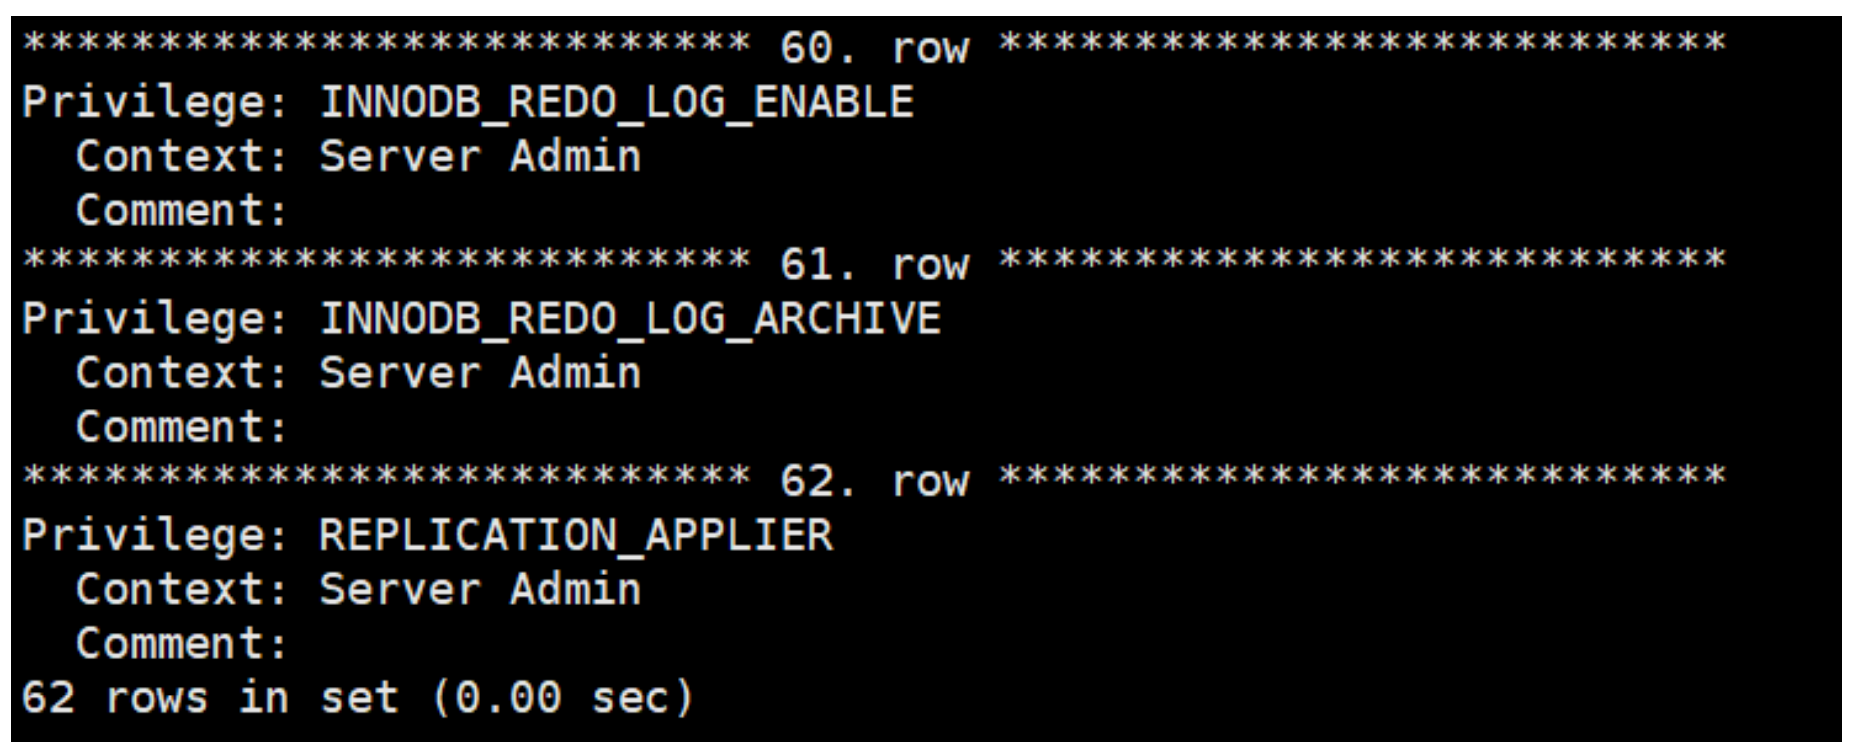 *************************** 60. row ***************************
Privilege: INNODB_REDO_LOG_ENABLE
  Context: Server Admin
  Comment:
*************************** 61. row ***************************
Privilege: INNODB_REDO_LOG_ARCHIVE
  Context: Server Admin
  Comment:
*************************** 62. row ***************************
Privilege: REPLICATION_APPLIER
  Context: Server Admin
  Comment:
62 rows in set (0.00 sec)